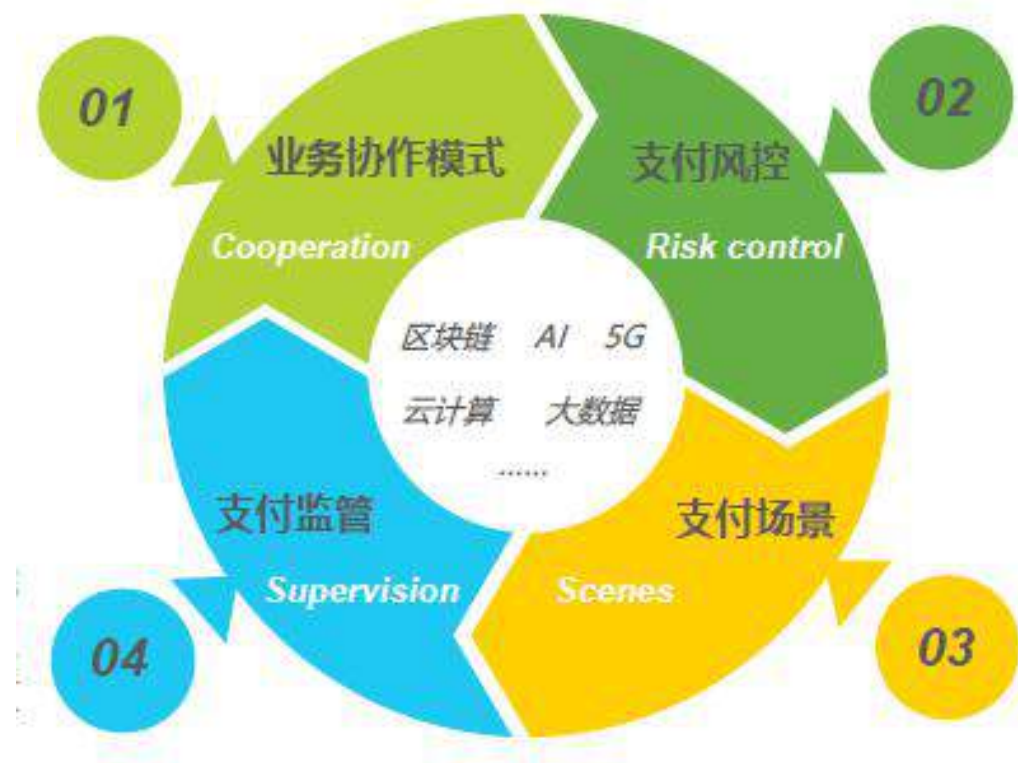 01
业务协作模式
Cooperation
02
支付风控
Risk control
区块链 AI 5G
云计算 大数据
......
支付场景
Scenes
03
支付监管
Supervision
04